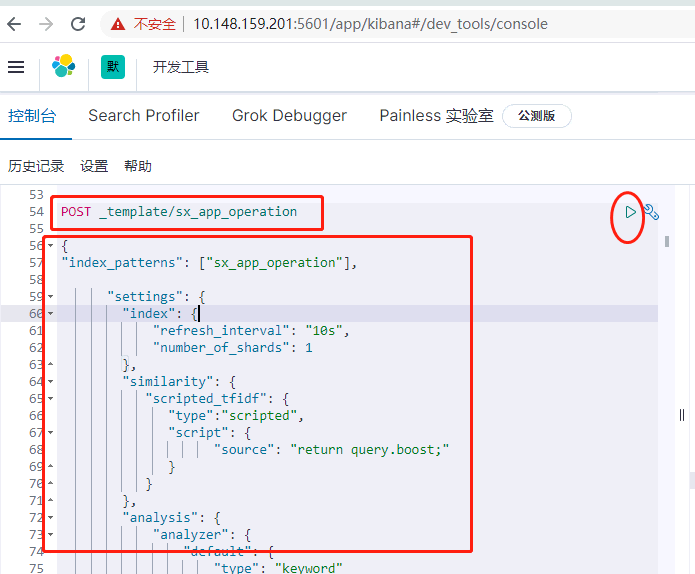 不安全 | 10.148.159.201:5601/app/kibana#/dev_tools/console
默 开发工具
控制台 Search Profiler Grok Debugger Painless 实验室 公测版
历史记录 设置 帮助
53
54 POST _template/sx_app_operation
55
56 {
57 "index_patterns": ["sx_app_operation"],
58
59 "settings": {
60 "index": {
61 "refresh_interval": "10s",
62 "number_of_shards": 1
63 },
64 "similarity": {
65 "scripted_tfidf": {
66 "type":"scripted",
67 "script": {
68 "source": "return query.boost;"
69 }
70 }
71 },
72 "analysis": {
73 "analyzer": {
74 "default": {
75 "type": "keyword"